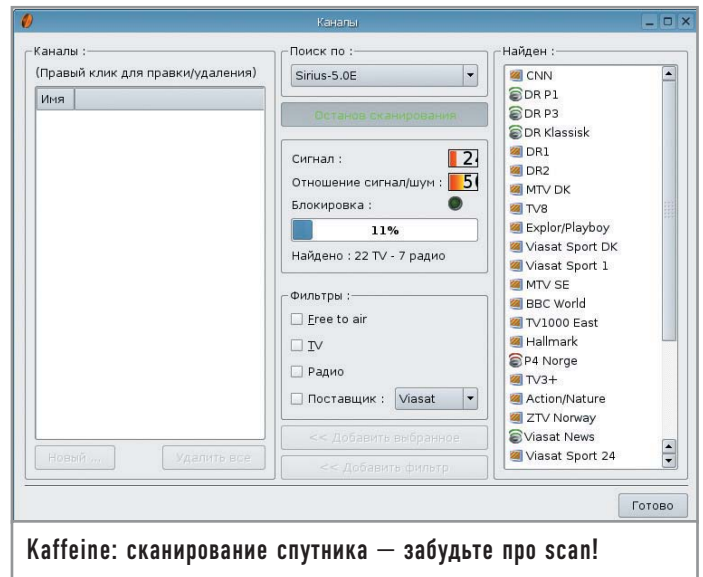 Каналы
Каналы :
(Правый клик для правки/удаления)
Имя
Новый ...
Удалить все
Поиск по :
Sirius-5.0E
Останов сканирования
Сигнал :
Отношение сигнал/шум :
Блокировка :
11%
Найдено : 22 TV - 7 радио
Фильтры :
Free to air
TV
Радио
Поставщик : Viasat
<< Добавить выбранное
<< Добавить фильтр
Найден :
CNN
DR P1
DR P3
DR Klassisk
DR1
DR2
MTV DK
TV8
Explor/Playboy
Viasat Sport DK
Viasat Sport 1
MTV SE
BBC World
TV1000 East
Hallmark
P4 Norge
TV3+
Action/Nature
ZTV Norway
Viasat News
Viasat Sport 24
Готово
Kaffeine: сканирование спутника — забудьте про scan!